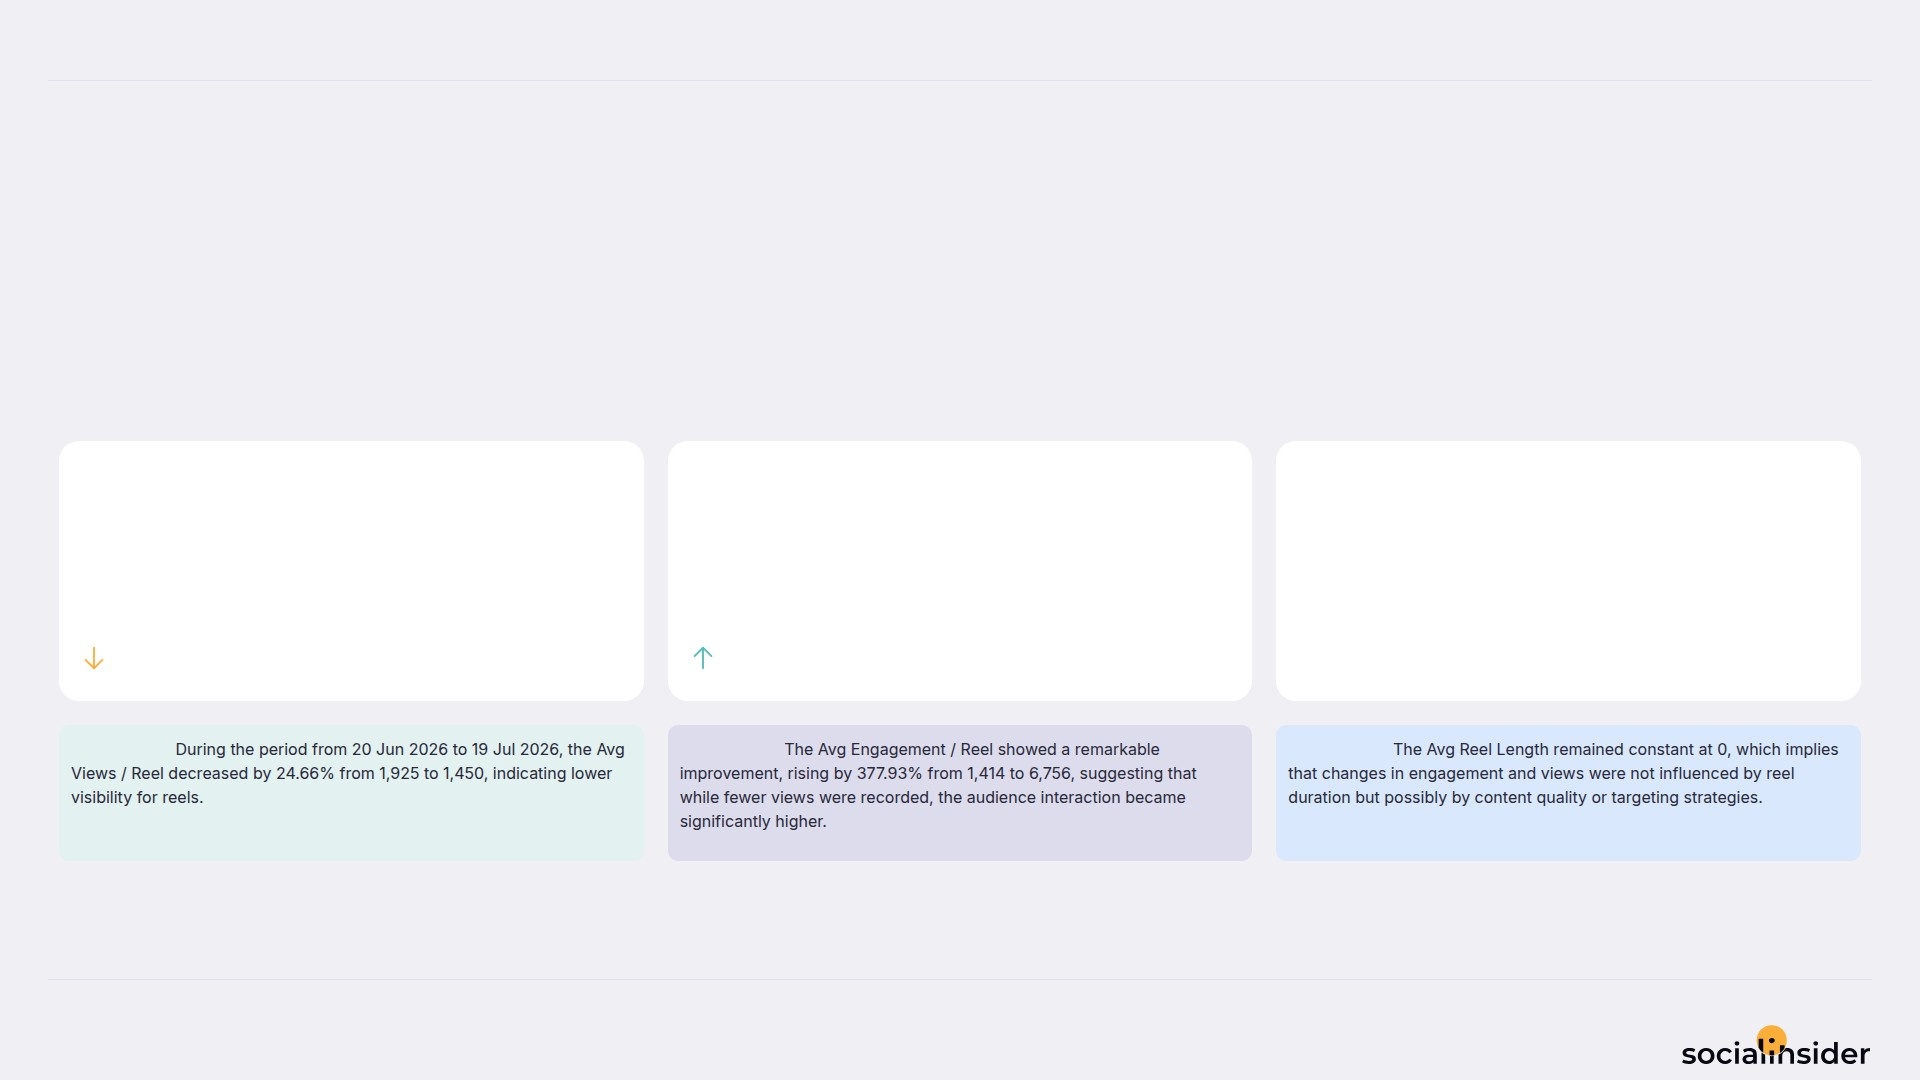 During the period from 20 Jun 2026 to 19 Jul 2026, the Avg
Views / Reel decreased by 24.66% from 1,925 to 1,450, indicating lower
visibility for reels.
The Avg Engagement / Reel showed a remarkable
improvement, rising by 377.93% from 1,414 to 6,756, suggesting that
while fewer views were recorded, the audience interaction became
significantly higher.
The Avg Reel Length remained constant at 0, which implies
that changes in engagement and views were not influenced by reel
duration but possibly by content quality or targeting strategies.
socialinsider